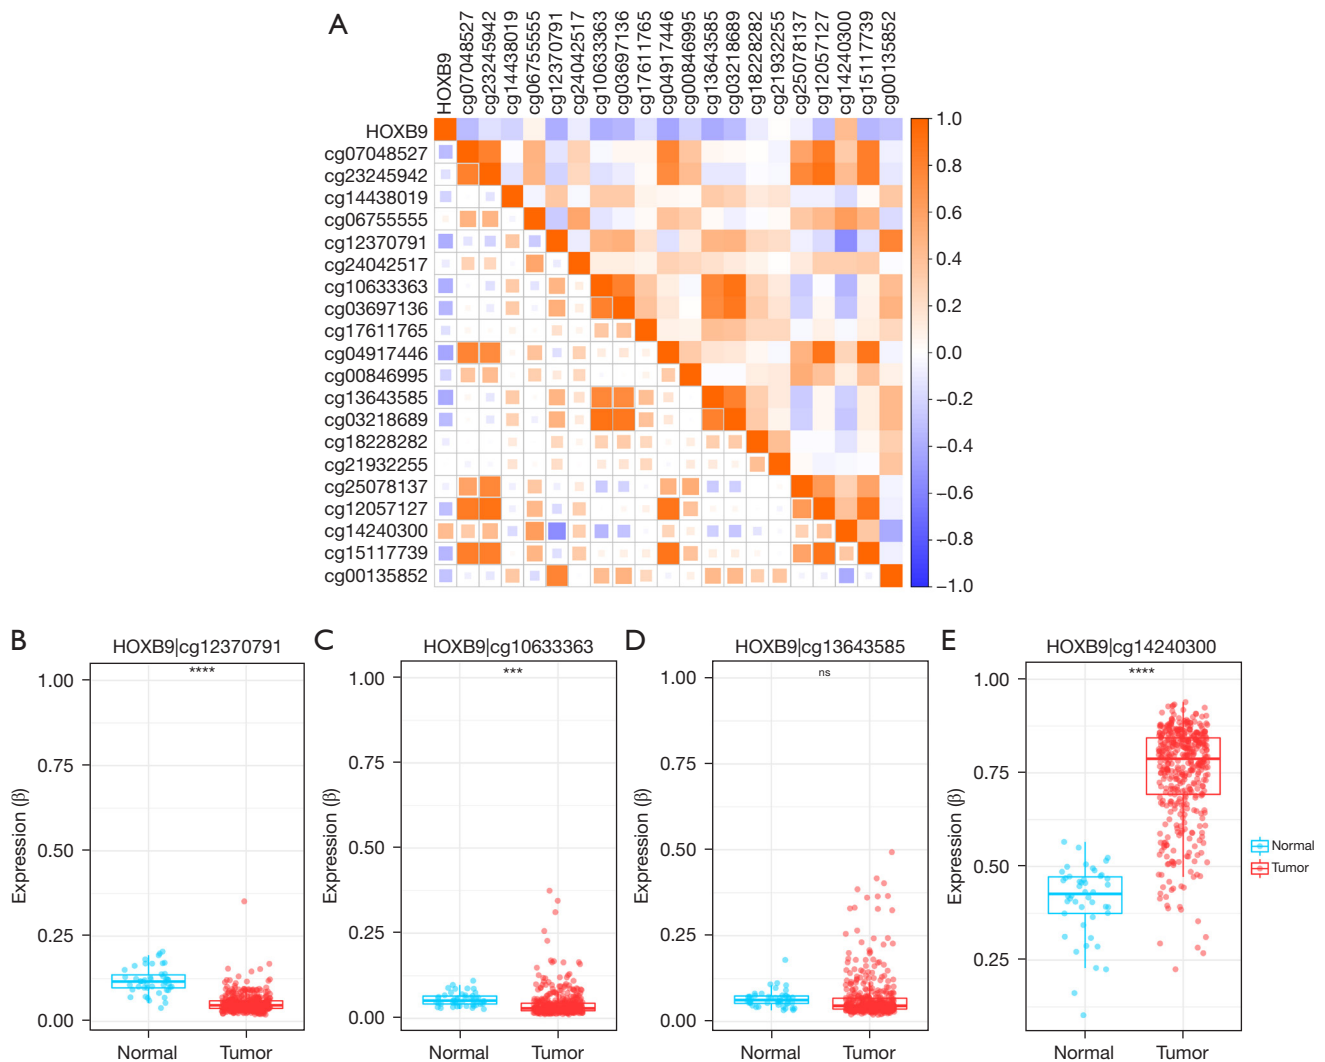 A
HOXB9
cg07048527
cg23245942
cg14438019
cg06755555
cg12370791
cg24042517
cg10633363
cg03697136
cg17611765
cg04917446
cg00846995
cg13643585
cg03218689
cg18228282
cg21932255
cg25078137
cg12057127
cg14240300
cg15117739
cg00135852
HOXB9
cg07048527
cg23245942
cg14438019
cg06755555
cg12370791
cg24042517
cg10633363
cg03697136
cg17611765
cg04917446
cg00846995
cg13643585
cg03218689
cg18228282
cg21932255
cg25078137
cg12057127
cg14240300
cg15117739
cg00135852
1.0
0.8
0.6
0.4
0.2
0.0
−0.2
−0.4
−0.6
−0.8
−1.0
B
HOXB9|cg12370791
****
1.00
0.75
0.50
0.25
0.00
Expression (β)
Normal Tumor
C
HOXB9|cg10633363
***
1.00
0.75
0.50
0.25
0.00
Expression (β)
Normal Tumor
D
HOXB9|cg13643585
ns
1.00
0.75
0.50
0.25
0.00
Expression (β)
Normal Tumor
E
HOXB9|cg14240300
****
1.00
0.75
0.50
0.25
Expression (β)
Normal Tumor
Normal
Tumor